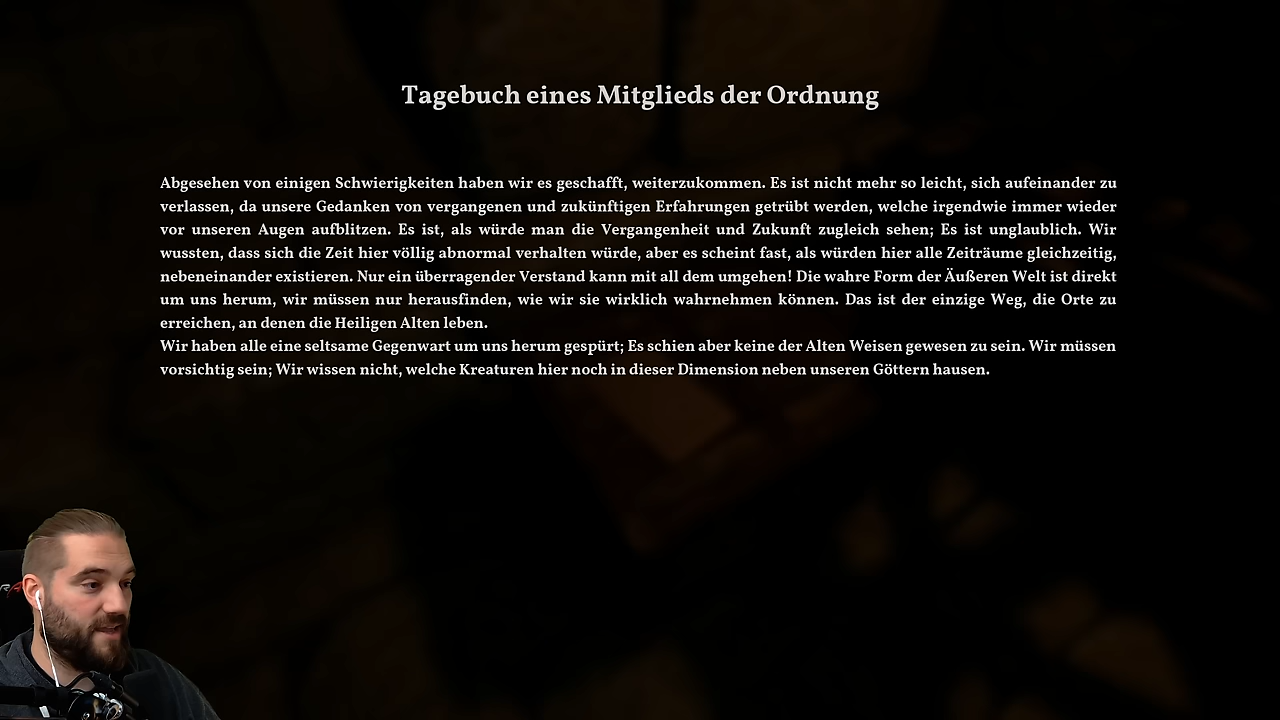 Tagebuch eines Mitglieds der Ordnung
Abgesehen von einigen Schwierigkeiten haben wir es geschafft, weiterzukommen. Es ist nicht mehr so leicht, sich aufeinander zu
verlassen, da unsere Gedanken von vergangenen und zukünftigen Erfahrungen getrübt werden, welche irgendwie immer wieder
vor unseren Augen aufblitzen. Es ist, als würde man die Vergangenheit und Zukunft zugleich sehen; Es ist unglaublich. Wir
wussten, dass sich die Zeit hier völlig abnormal verhalten würde, aber es scheint fast, als würden hier alle Zeiträume gleichzeitig,
nebeneinander existieren. Nur ein überragender Verstand kann mit all dem umgehen! Die wahre Form der Äußeren Welt ist direkt
um uns herum, wir müssen nur herausfinden, wie wir sie wirklich wahrnehmen können. Das ist der einzige Weg, die Orte zu
erreichen, an denen die Heiligen Alten leben.
Wir haben alle eine seltsame Gegenwart um uns herum gespürt; Es schien aber keine der Alten Weisen gewesen zu sein. Wir müssen
vorsichtig sein; Wir wissen nicht, welche Kreaturen hier noch in dieser Dimension neben unseren Göttern hausen.